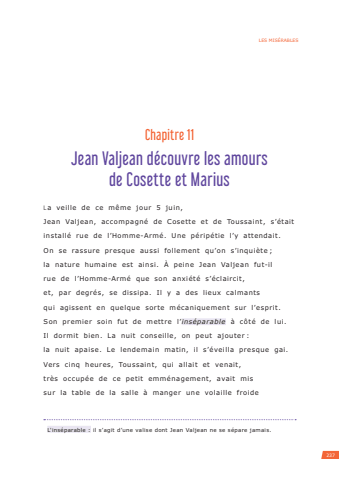 LES MISÉRABLES
Chapitre 11
Jean Valjean découvre les amours
de Cosette et Marius
La veille de ce même jour 5 juin,
Jean Valjean, accompagné de Cosette et de Toussaint, s'était
installé rue de l'Homme-Armé. Une péripétie l'y attendait.
On se rassure presque aussi follement qu'on s'inquiète ;
la nature humaine est ainsi. À peine Jean Valjean fut-il
rue de l'Homme-Armé que son anxiété s'éclaircit,
et, par degrés, se dissipa. Il y a des lieux calmants
qui agissent en quelque sorte mécaniquement sur l'esprit.
Son premier soin fut de mettre l'inséparable à côté de lui.
Il dormit bien. La nuit conseille, on peut ajouter :
la nuit apaise. Le lendemain matin, il s'éveilla presque gai.
Vers cinq heures, Toussaint, qui allait et venait,
très occupée de ce petit emménagement, avait mis
sur la table de la salle à manger une volaille froide
L'inséparable : il s'agit d'une valise dont Jean Valjean ne se sépare jamais.
227